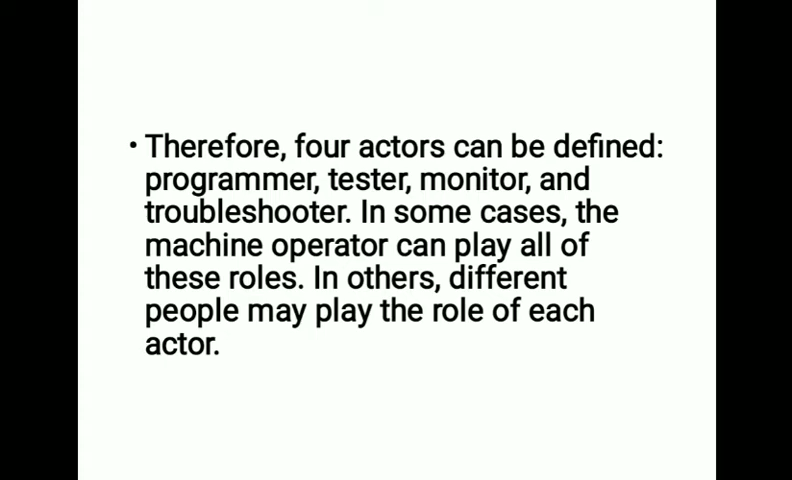 • Therefore, four actors can be defined:
programmer, tester, monitor, and
troubleshooter. In some cases, the
machine operator can play all of
these roles. In others, different
people may play the role of each
actor.